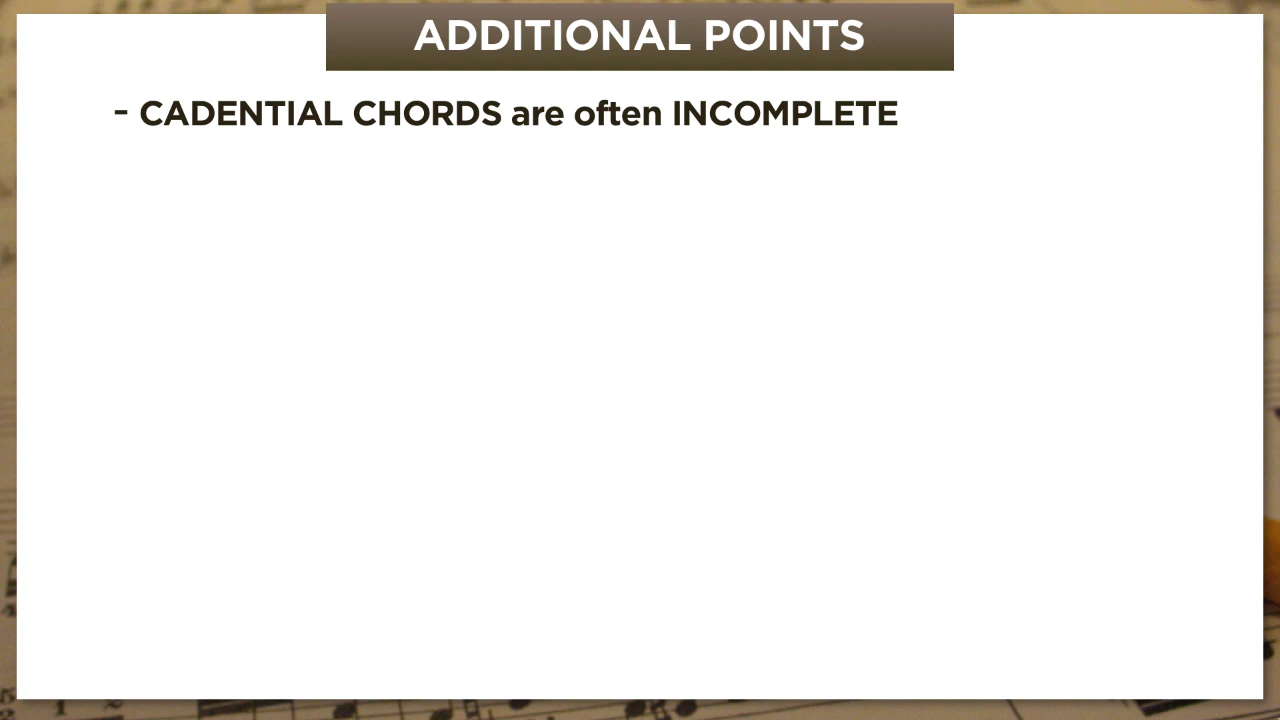 ADDITIONAL POINTS
- CADENTIAL CHORDS are often INCOMPLETE